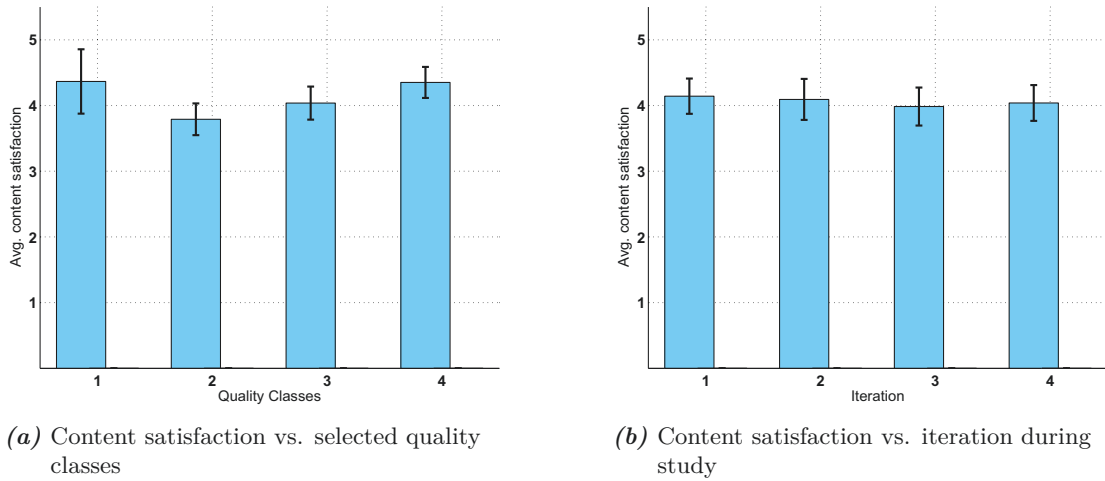 5
4
3
2
1
Avg. content satisfaction
1 2 3 4
Quality Classes
(a) Content satisfaction vs. selected quality
classes
5
4
3
2
1
Avg. content satisfaction
1 2 3 4
Iteration
(b) Content satisfaction vs. iteration during
study